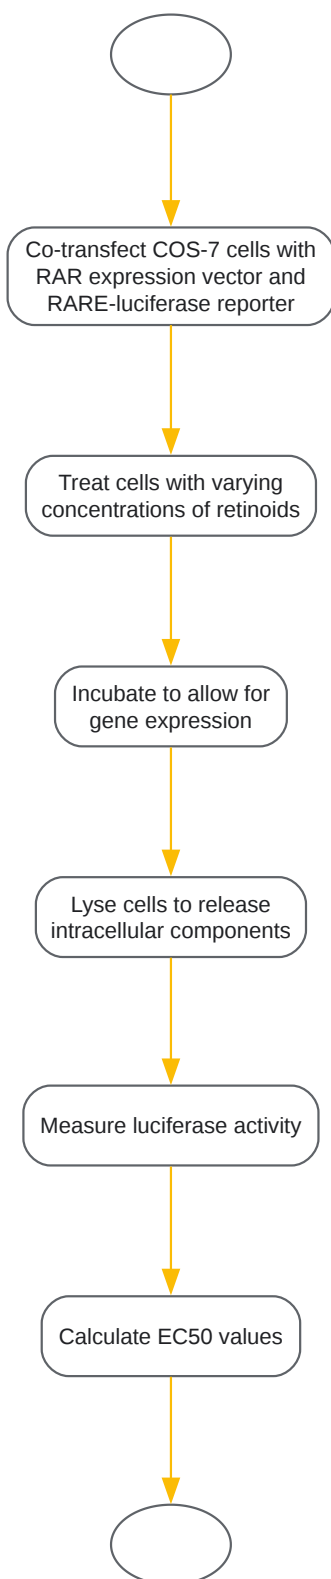 Co-transfect COS-7 cells with
RAR expression vector and
RARE-luciferase reporter
Treat cells with varying
concentrations of retinoids
Incubate to allow for
gene expression
Lyse cells to release
intracellular components
Measure luciferase activity
Calculate EC50 values